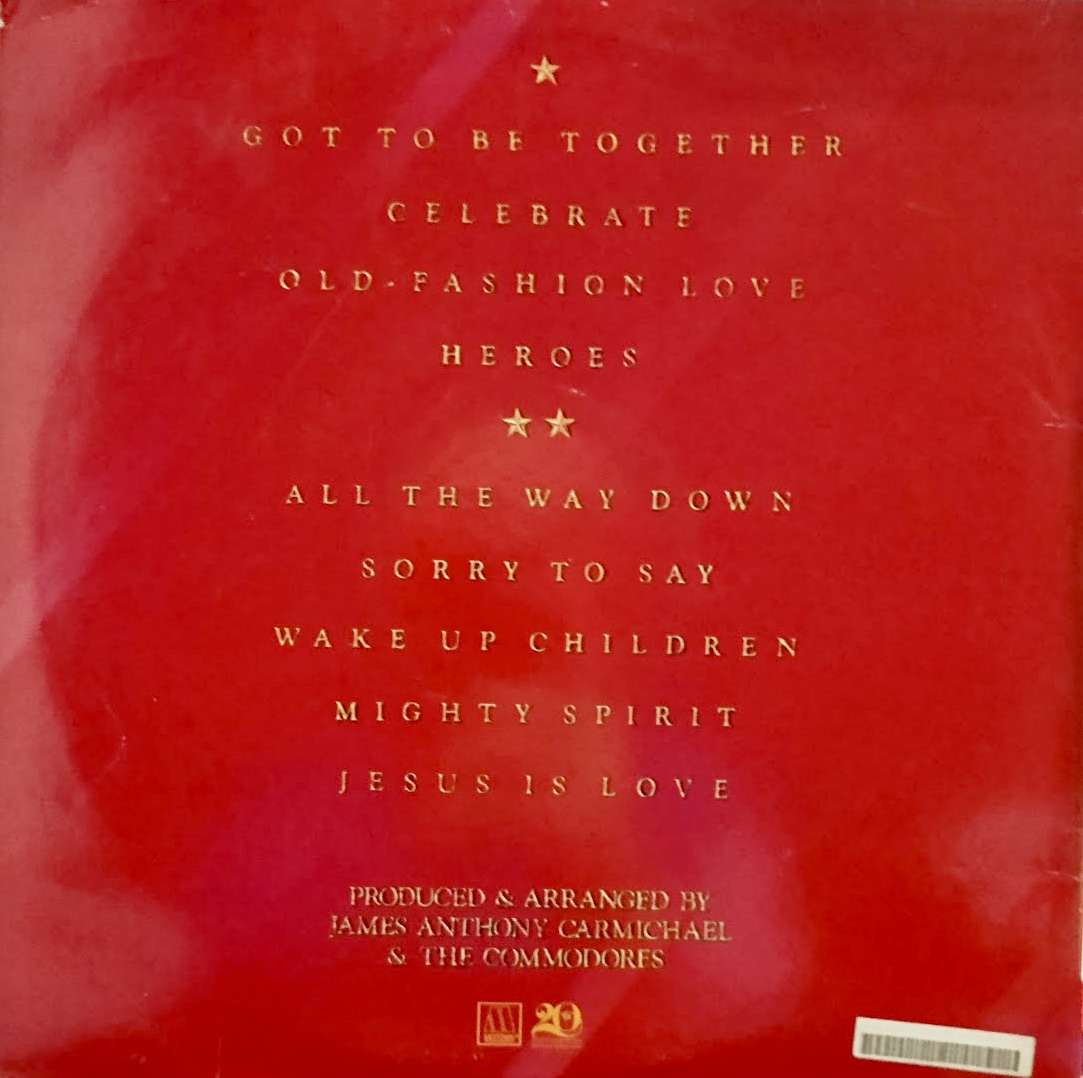 GOT TO BE TOGETHER
CELEBRATE
OLD-FASHION LOVE
HEROES
ALL THE WAY DOWN
SORRY TO SAY
WAKE UP CHILDREN
MIGHTY SPIRIT
JESUS IS LOVE
PRODUCED & ARRANGED BY
JAMES ANTHONY CARMICHAEL
& THE COMMODORES
M 20